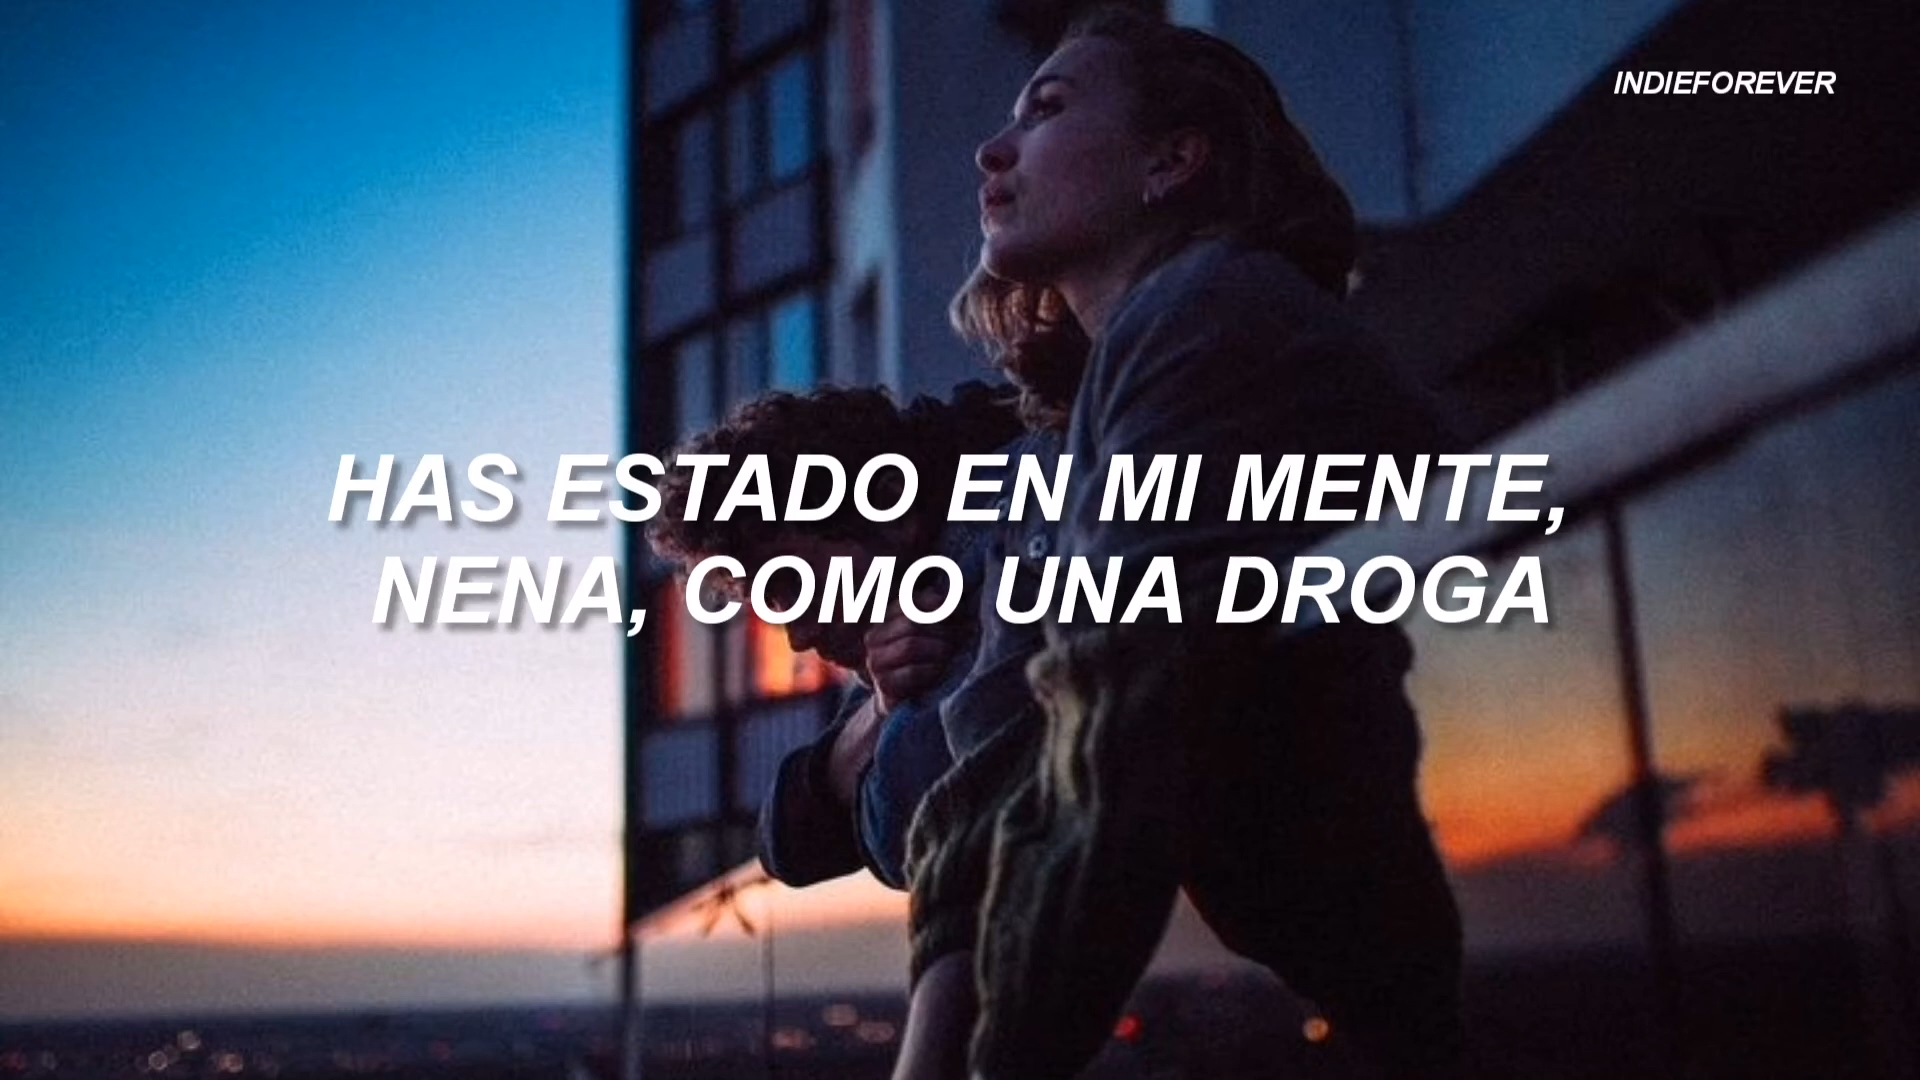 INDIEFOREVER
HAS ESTADO EN MI MENTE,
NENA, COMO UNA DROGA